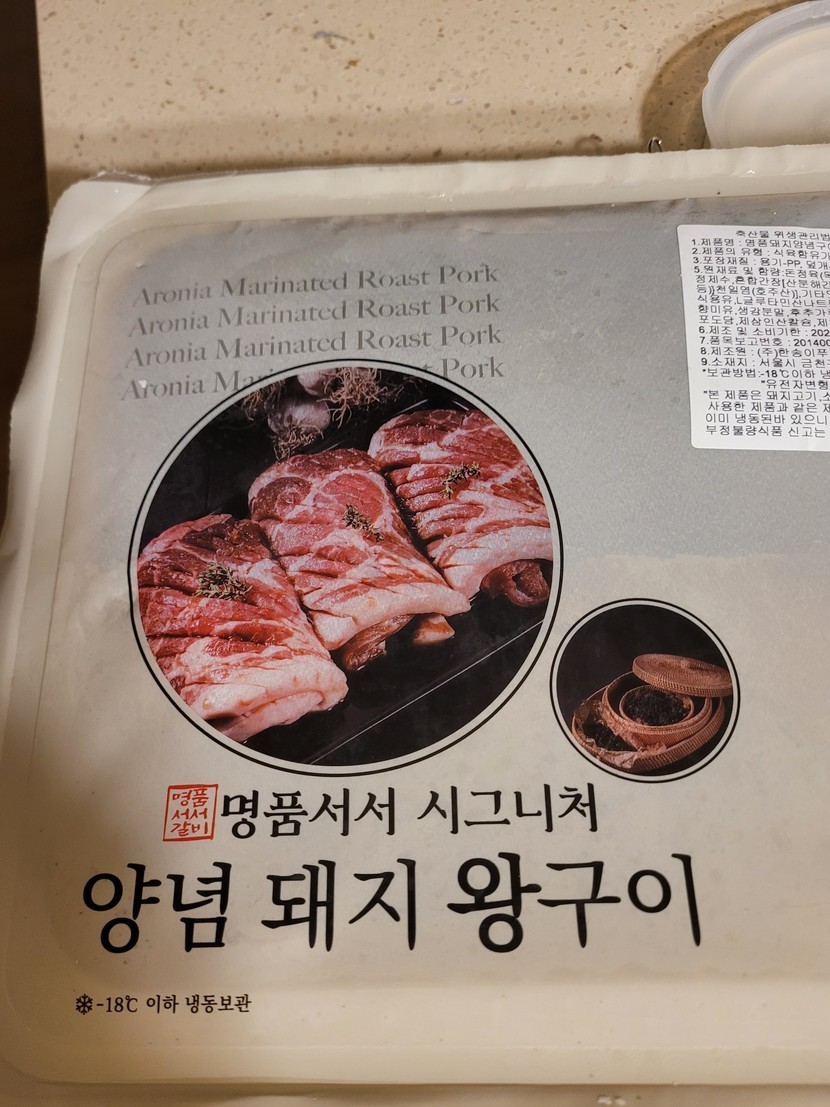 Aronia Marinated Roast Pork
Aronia Marinated Roast Pork
Aronia Marinated Roast Pork
Aronia Mar st Pork
축산물 위생관리법
1.제품명 : 명품돼지양념구이
2.제품의 유형 : 식육함유가
3.포장재질 : 용기-PP, 덮개
5.원재료 및 함량:돈정육(
정제수,혼합간장[산분해간
등)]천일염(호주산)],기타
식용유,L글루타민산나트
향미유,생강분말,후추가
포도당,제삼인산칼슘,제
6.제조 및 소비기한 : 202
7.품목보고번호 : 201400
8.제조원 : (주)한송이푸
9.소재지 : 서울시 금천
*보관방법:-18℃이하 냉
*유전자변형
*본 제품은 돼지고기,소
사용한 제품과 같은 제
이미 냉동된바 있으니
부정불량식품 신고는
명품
서서
갈비
명품서서 시그니처
양념 돼지 왕구이
-18℃ 이하 냉동보관